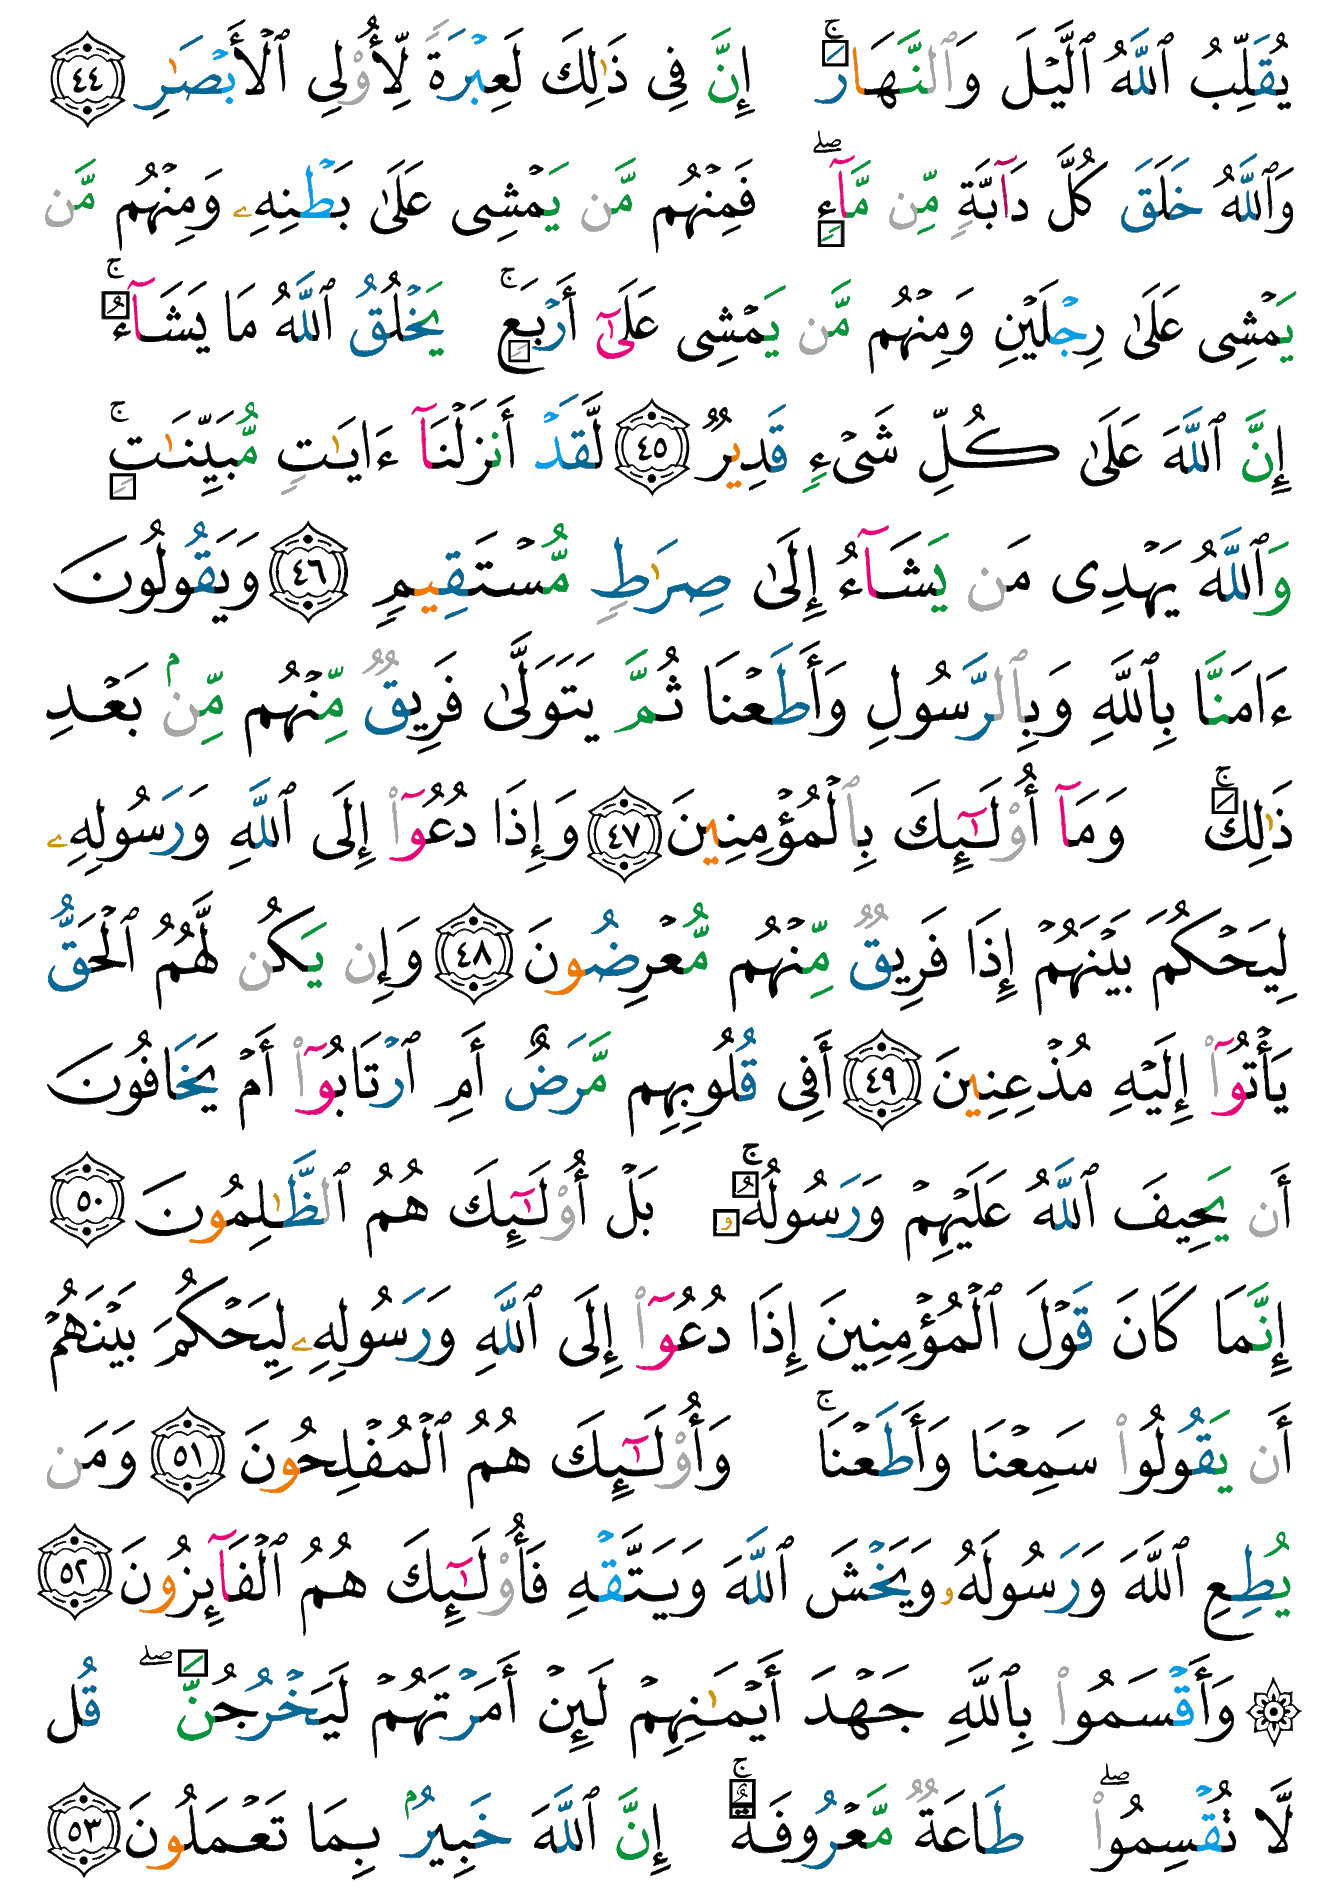 يُقَلِّبُ ٱللَّهُ ٱلَّيْلَ وَٱلنَّهَارَ ۚ إِنَّ فِى ذَٰلِكَ لَعِبْرَةً لِّأُو۟لِى ٱلْأَبْصَٰرِ ٤٤
وَٱللَّهُ خَلَقَ كُلَّ دَآبَّةٍ مِّن مَّآءٍ ۖ فَمِنْهُم مَّن يَمْشِى عَلَىٰ بَطْنِهِۦ وَمِنْهُم مَّن
يَمْشِى عَلَىٰ رِجْلَيْنِ وَمِنْهُم مَّن يَمْشِى عَلَىٰٓ أَرْبَعٍ ۚ يَخْلُقُ ٱللَّهُ مَا يَشَآءُ ۚ
إِنَّ ٱللَّهَ عَلَىٰ كُلِّ شَىْءٍ قَدِيرٌ ٤٥ لَّقَدْ أَنزَلْنَآ ءَايَٰتٍ مُّبَيِّنَٰتٍ ۚ
وَٱللَّهُ يَهْدِى مَن يَشَآءُ إِلَىٰ صِرَٰطٍ مُّسْتَقِيمٍ ٤٦ وَيَقُولُونَ
ءَامَنَّا بِٱللَّهِ وَبِٱلرَّسُولِ وَأَطَعْنَا ثُمَّ يَتَوَلَّىٰ فَرِيقٌ مِّنْهُم مِّنۢ بَعْدِ
ذَٰلِكَ ۚ وَمَآ أُو۟لَٰٓئِكَ بِٱلْمُؤْمِنِينَ ٤٧ وَإِذَا دُعُوٓا۟ إِلَى ٱللَّهِ وَرَسُولِهِۦ
لِيَحْكُمَ بَيْنَهُمْ إِذَا فَرِيقٌ مِّنْهُم مُّعْرِضُونَ ٤٨ وَإِن يَكُن لَّهُمُ ٱلْحَقُّ
يَأْتُوٓا۟ إِلَيْهِ مُذْعِنِينَ ٤٩ أَفِى قُلُوبِهِم مَّرَضٌ أَمِ ٱرْتَابُوٓا۟ أَمْ يَخَافُونَ
أَن يَحِيفَ ٱللَّهُ عَلَيْهِمْ وَرَسُولُهُۥ ۚ بَلْ أُو۟لَٰٓئِكَ هُمُ ٱلظَّٰلِمُونَ ٥٠
إِنَّمَا كَانَ قَوْلَ ٱلْمُؤْمِنِينَ إِذَا دُعُوٓا۟ إِلَى ٱللَّهِ وَرَسُولِهِۦ لِيَحْكُمَ بَيْنَهُمْ
أَن يَقُولُوا۟ سَمِعْنَا وَأَطَعْنَا ۚ وَأُو۟لَٰٓئِكَ هُمُ ٱلْمُفْلِحُونَ ٥١ وَمَن
يُطِعِ ٱللَّهَ وَرَسُولَهُۥ وَيَخْشَ ٱللَّهَ وَيَتَّقْهِ فَأُو۟لَٰٓئِكَ هُمُ ٱلْفَآئِزُونَ ٥٢
۞ وَأَقْسَمُوا۟ بِٱللَّهِ جَهْدَ أَيْمَٰنِهِمْ لَئِنْ أَمَرْتَهُمْ لَيَخْرُجُنَّ ۖ قُل
لَّا تُقْسِمُوا۟ ۖ طَاعَةٌ مَّعْرُوفَةٌ ۚ إِنَّ ٱللَّهَ خَبِيرٌۢ بِمَا تَعْمَلُونَ ٥٣